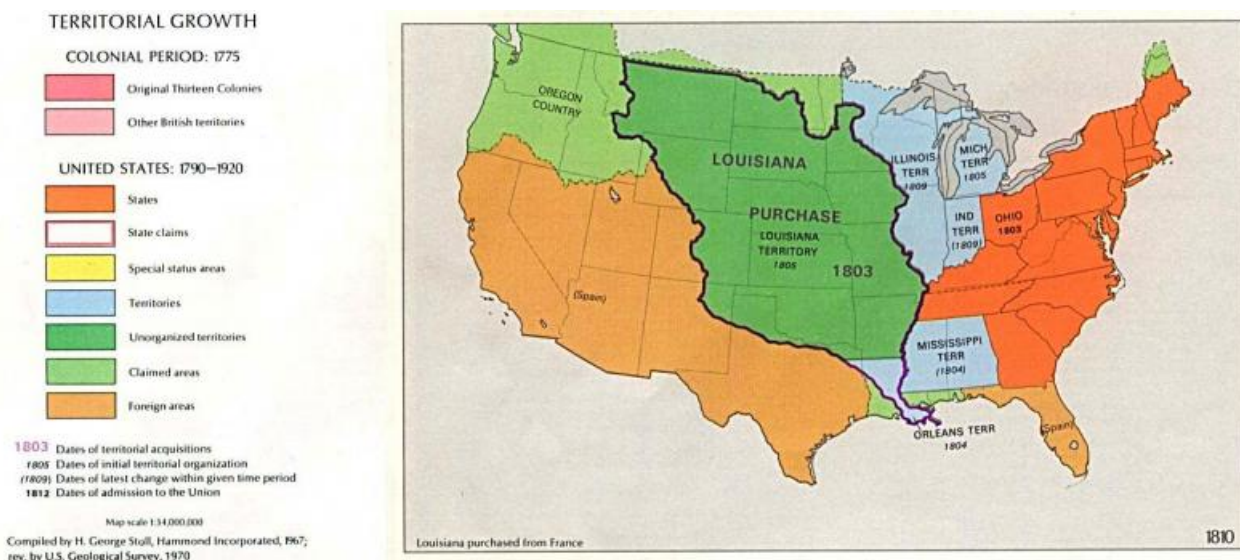 TERRITORIAL GROWTH
COLONIAL PERIOD: 1775
Original Thirteen Colonies
Other British territories
UNITED STATES: 1790–1920
States
State claims
Special status areas
Territories
Unorganized territories
Claimed areas
Foreign areas
1803 Dates of territorial acquisitions
1805 Dates of initial territorial organization
(1809) Dates of latest change within given time period
1812 Dates of admission to the Union
Map scale 1:34,000,000
Compiled by H. George Stoll, Hammond Incorporated, 1967;
rev. by U.S. Geological Survey, 1970
OREGON
COUNTRY
LOUISIANA
PURCHASE
LOUISIANA
TERRITORY
1805
1803
ILLINOIS
TERR
1809
MICH
TERR
1805
IND
TERR
(1809)
OHIO
1803
(Spain)
MISSISSIPPI
TERR
(1804)
ORLEANS TERR
1804
(Spain)
Louisiana purchased from France
1810